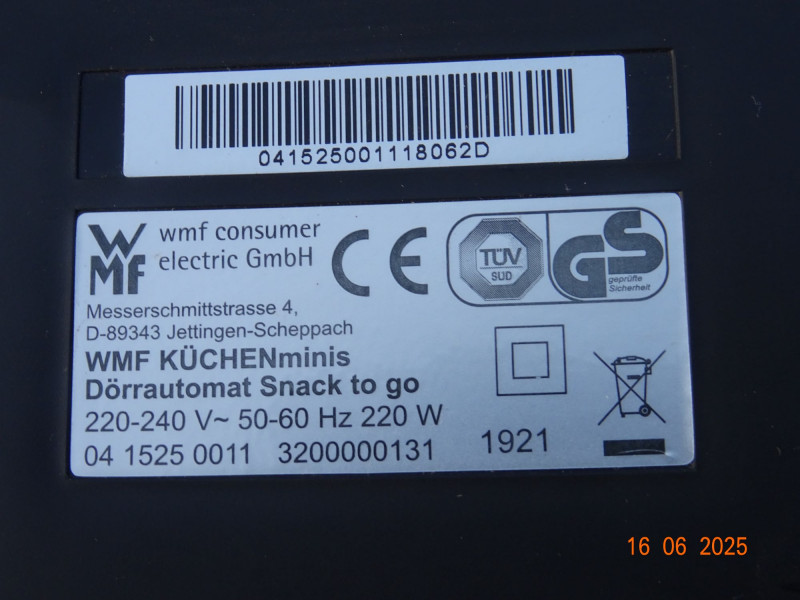 041525001118062D
WMF
wmf consumer
electric GmbH
CE
TÜV
SÜD
GS
geprüfte
Sicherheit
Messerschmittstrasse 4,
D-89343 Jettingen-Scheppach
WMF KÜCHENminis
Dörrautomat Snack to go
220-240 V~ 50-60 Hz 220 W
04 1525 0011 3200000131 1921
16 06 2025